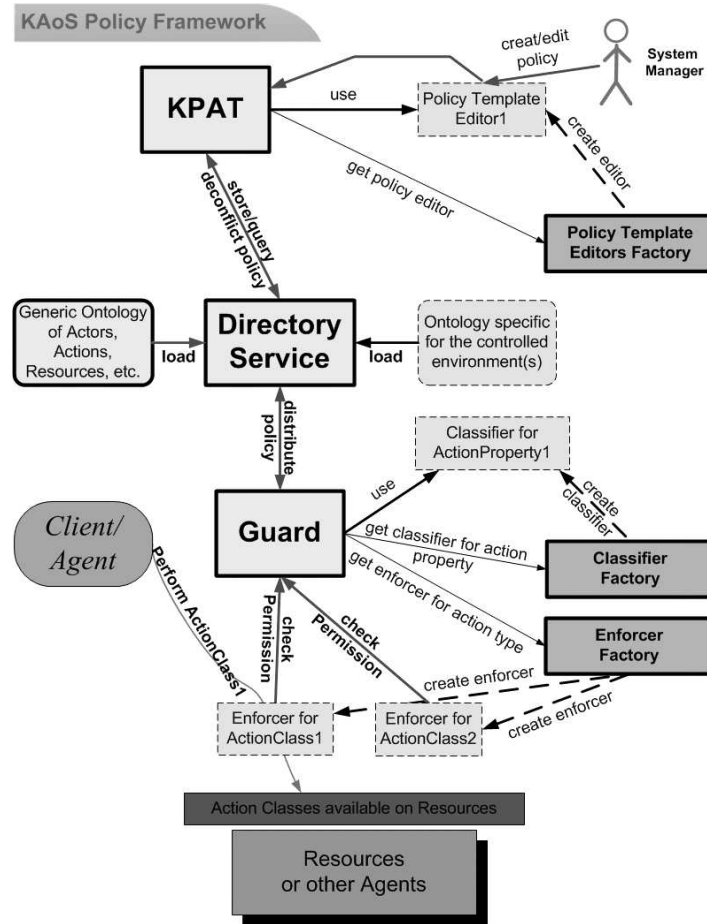 KAoS Policy Framework
creat/edit
policy
System
Manager
KPAT
use
Policy Template
Editor1
create editor
get policy editor
Policy Template
Editors Factory
store/query
deconflict policy
Generic Ontology
of Actors,
Actions,
Resources, etc.
load
Directory
Service
load
Ontology specific
for the controlled
environment(s)
distribute
policy
Classifier for
ActionProperty1
use
create
classifier
Client/
Agent
Guard
get classifier for action
property
Classifier
Factory
get enforcer for action type
Perform ActionClass1
check
Permission
check
Permission
Enforcer
Factory
create enforcer
create enforcer
Enforcer for
ActionClass1
Enforcer for
ActionClass2
Action Classes available on Resources
Resources
or other Agents